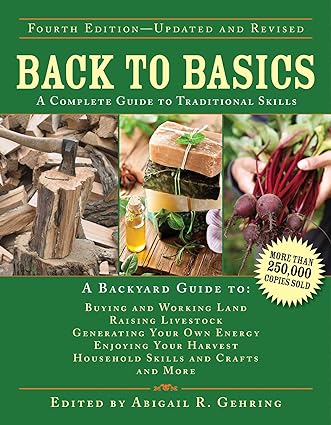 Fourth Edition—Updated and Revised
BACK TO BASICS
A Complete Guide to Traditional Skills
MORE THAN
250,000
COPIES SOLD
A Backyard Guide to:
Buying and Working Land
Raising Livestock
Generating Your Own Energy
Enjoying Your Harvest
Household Skills and Crafts
and More
Edited by Abigail R. Gehring